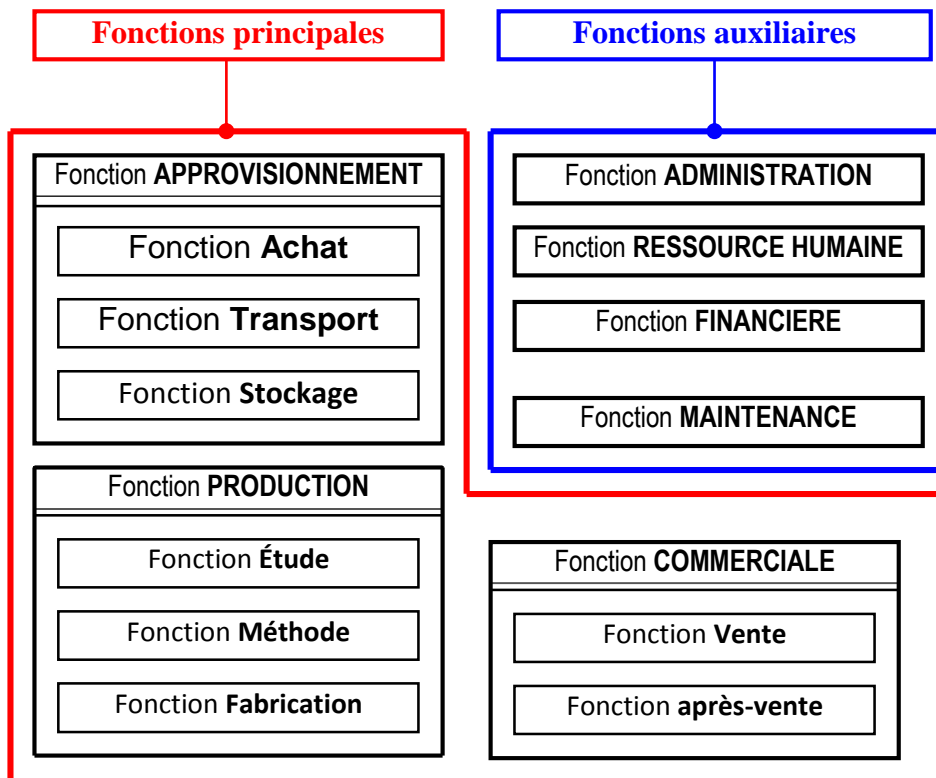 Fonctions principales
Fonctions auxiliaires
Fonction APPROVISIONNEMENT
Fonction Achat
Fonction Transport
Fonction Stockage
Fonction PRODUCTION
Fonction Étude
Fonction Méthode
Fonction Fabrication
Fonction ADMINISTRATION
Fonction RESSOURCE HUMAINE
Fonction FINANCIERE
Fonction MAINTENANCE
Fonction COMMERCIALE
Fonction Vente
Fonction après-vente